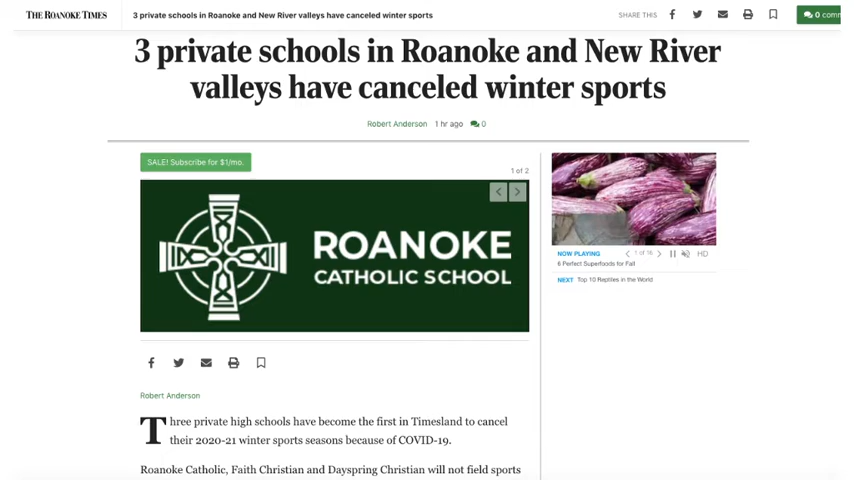 THE ROANOKE TIMES
3 private schools in Roanoke and New River valleys have canceled winter sports
SHARE THIS
0 comm
3 private schools in Roanoke and New River
valleys have canceled winter sports
Robert Anderson 1 hr ago 0
SALE! Subscribe for $1/mo.
1 of 2
ROANOKE
CATHOLIC SCHOOL
NOW PLAYING
1 of 16
HD
6 Perfect Superfoods for Fall
NEXT: Top 10 Reptiles in the World
Robert Anderson
Three private high schools have become the first in Timesland to cancel
their 2020-21 winter sports seasons because of COVID-19.
Roanoke Catholic, Faith Christian and Dayspring Christian will not field sports